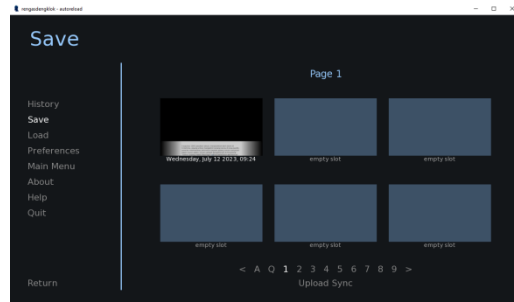 rengasdengklok - autoreload
Save
Page 1
History
Save
Load
Preferences
Main Menu
About
Help
Quit
Wednesday, July 12 2023, 09:24
empty slot
empty slot
empty slot
empty slot
empty slot
< A Q 1 2 3 4 5 6 7 8 9 >
Return
Upload Sync